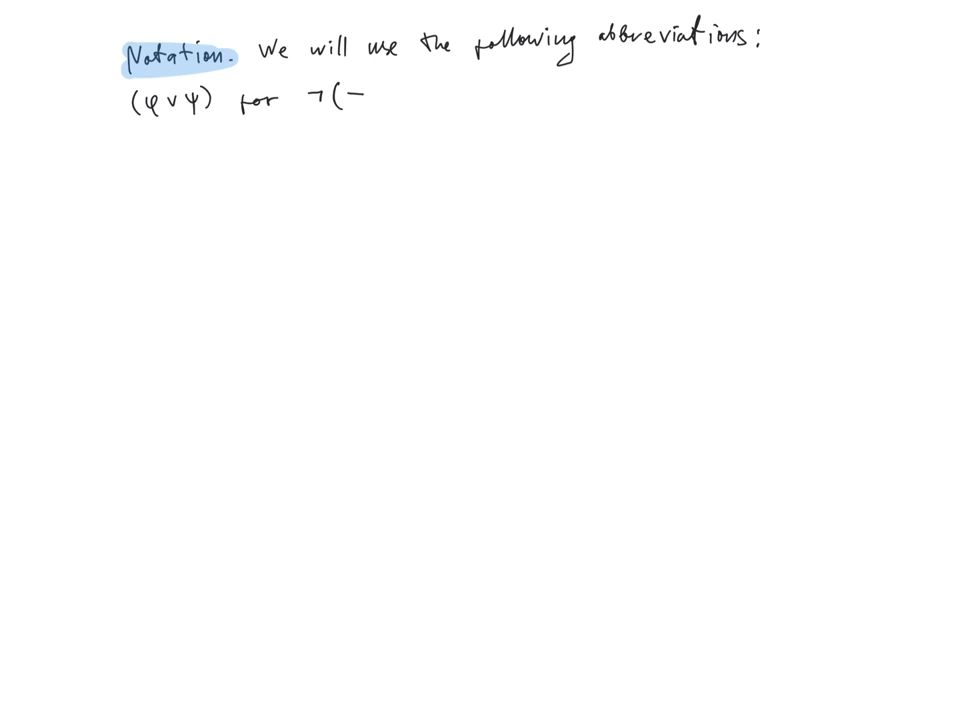 Notation. We will use the following abbreviations:
(φ ∨ ψ) for ¬(–